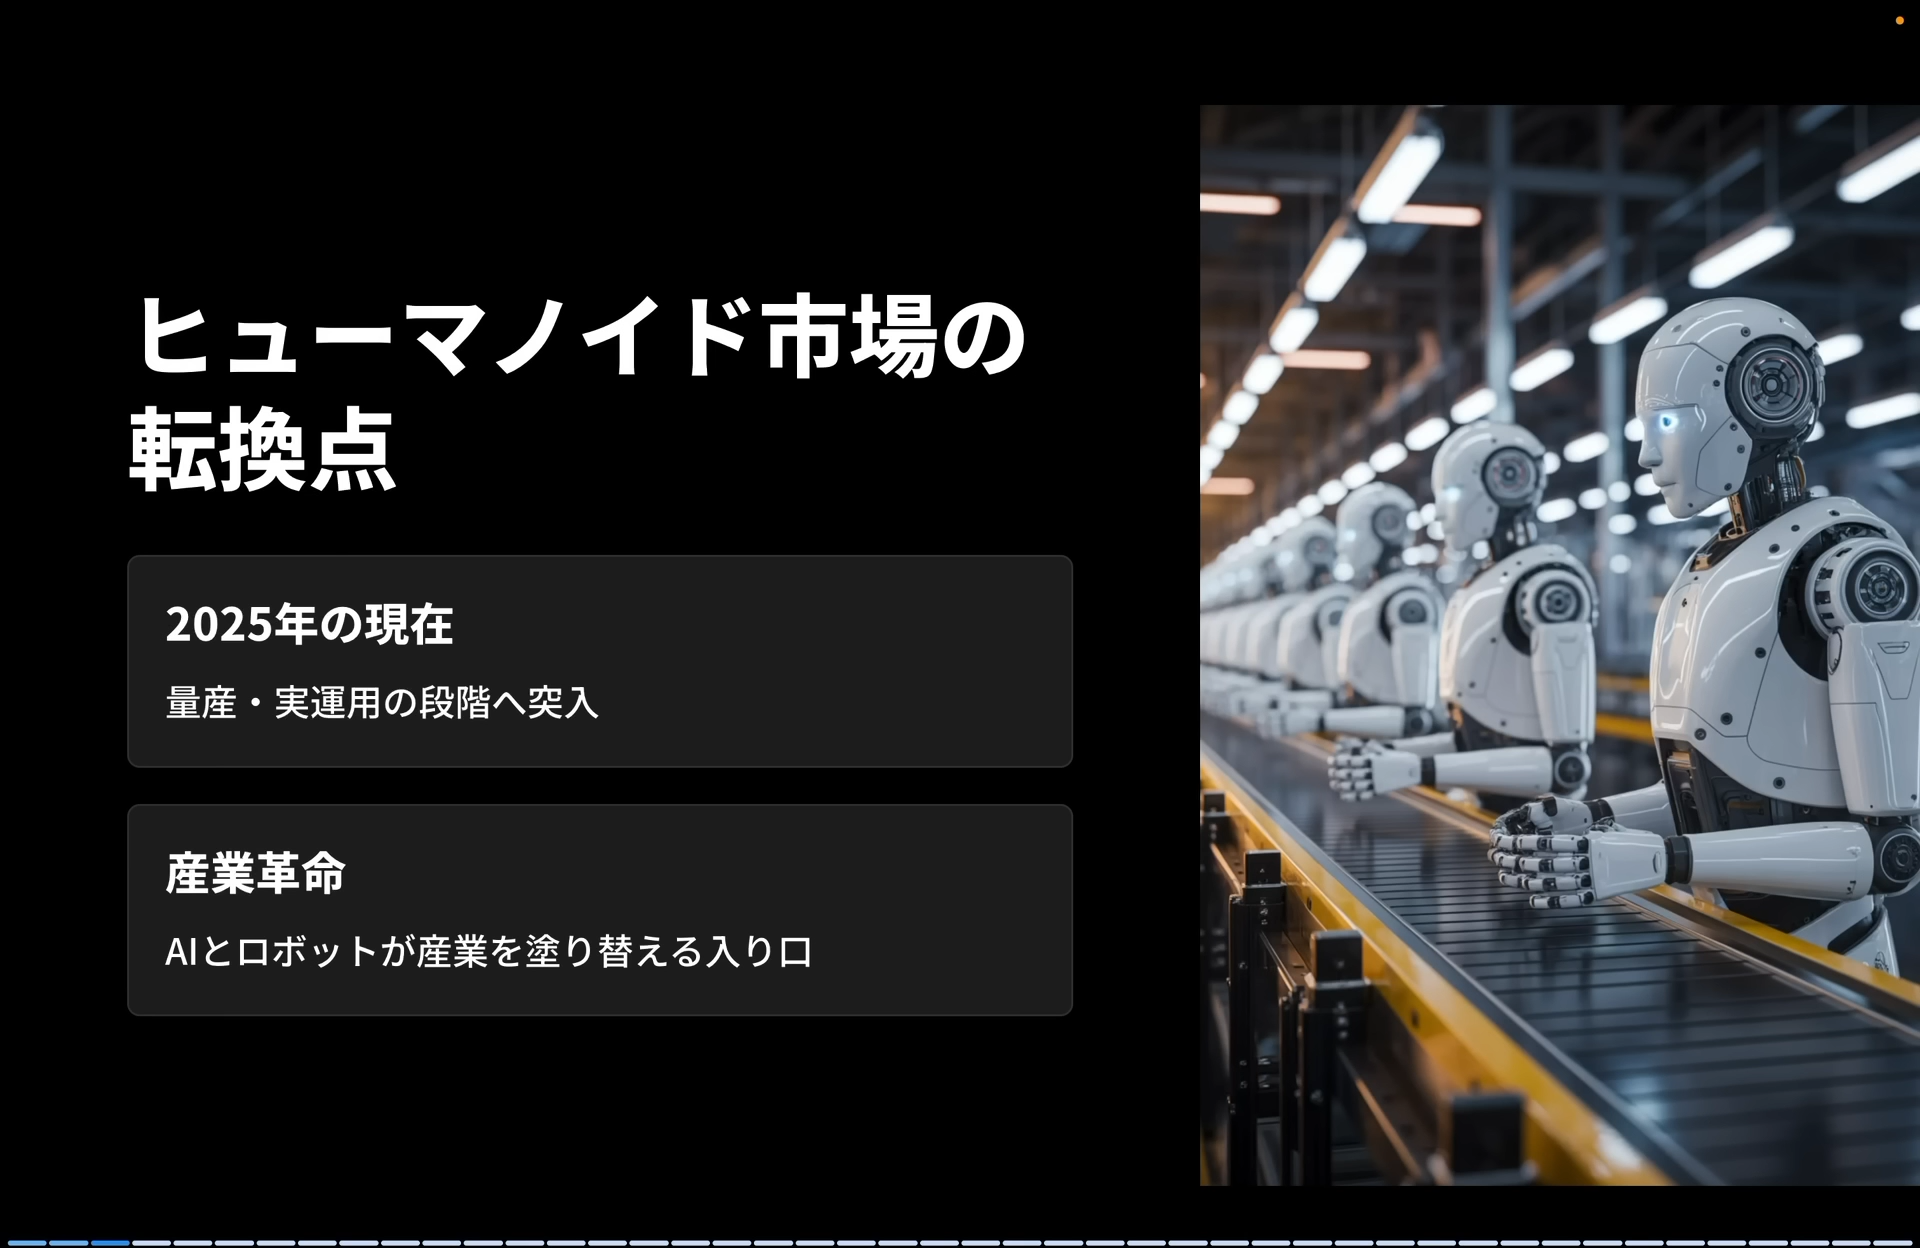 ヒューマノイド市場の
転換点
2025年の現在
量産・実運用の段階へ突入
産業革命
AIとロボットが産業を塗り替える入り口